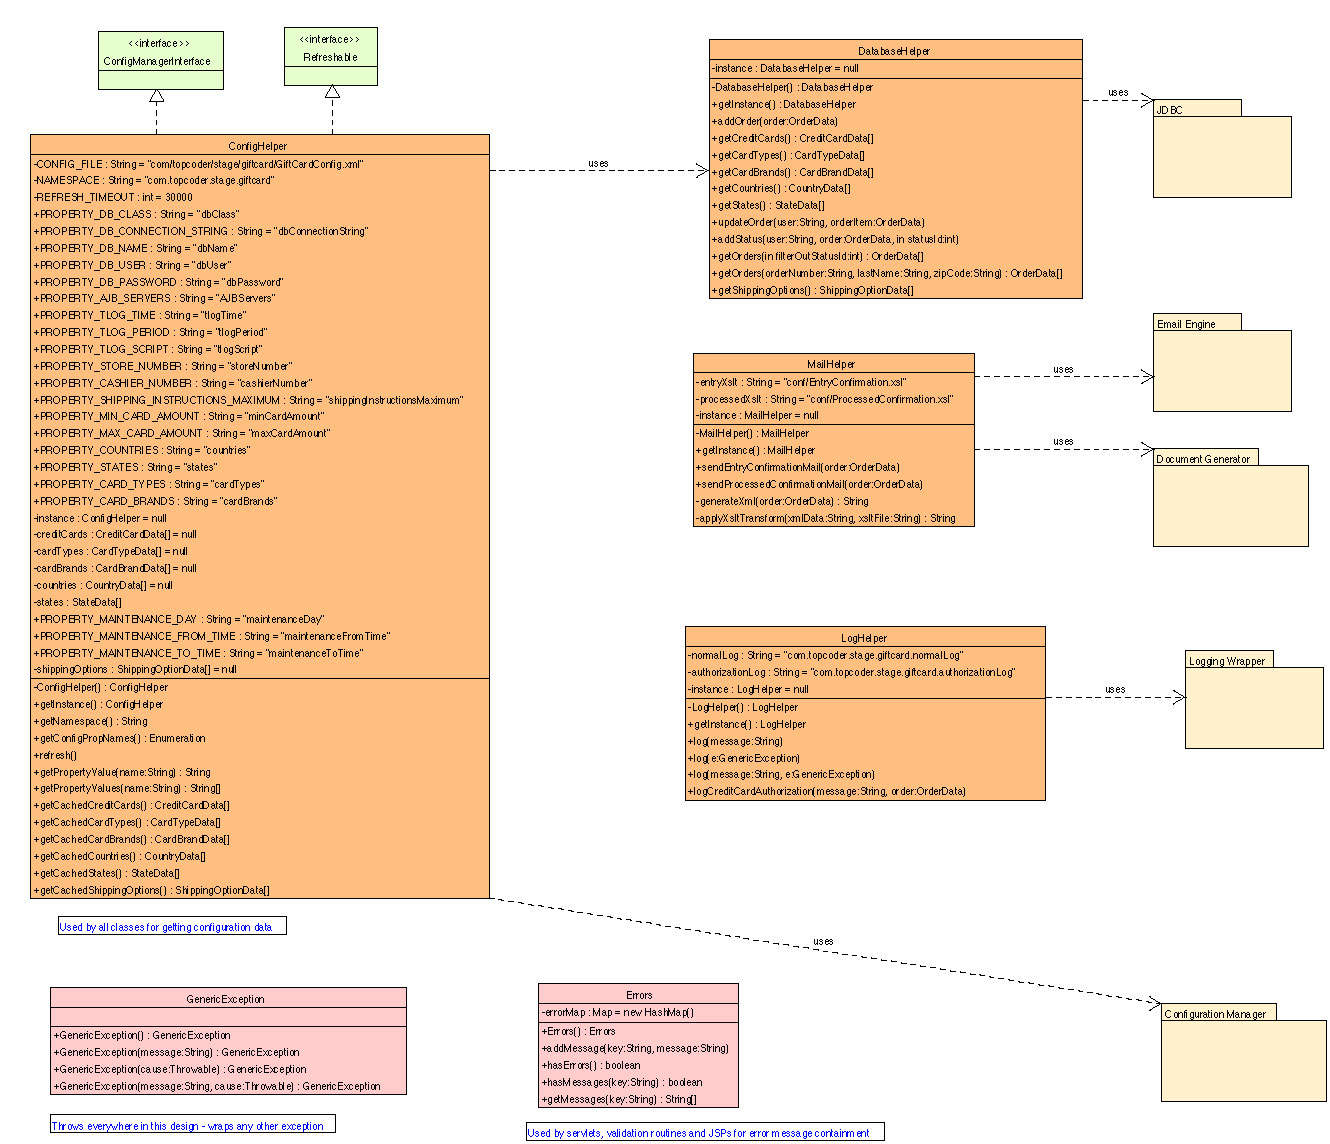 <<interface>>
ConfigManagerInterface
<<interface>>
Refreshable
ConfigHelper
-CONFIG_FILE : String = "com/topcoder/stage/giftcard/GiftCardConfig.xml"
-NAMESPACE : String = "com.topcoder.stage.giftcard"
-REFRESH_TIMEOUT : int = 30000
+PROPERTY_DB_CLASS : String = "dbClass"
+PROPERTY_DB_CONNECTION_STRING : String = "dbConnectionString"
+PROPERTY_DB_NAME : String = "dbName"
+PROPERTY_DB_USER : String = "dbUser"
+PROPERTY_DB_PASSWORD : String = "dbPassword"
+PROPERTY_AJB_SERVERS : String = "AJBServers"
+PROPERTY_TLOG_TIME : String = "tlogTime"
+PROPERTY_TLOG_PERIOD : String = "tlogPeriod"
+PROPERTY_TLOG_SCRIPT : String = "tlogScript"
+PROPERTY_STORE_NUMBER : String = "storeNumber"
+PROPERTY_CASHIER_NUMBER : String = "cashierNumber"
+PROPERTY_SHIPPING_INSTRUCTIONS_MAXIMUM : String = "shippingInstructionsMaximum"
+PROPERTY_MIN_CARD_AMOUNT : String = "minCardAmount"
+PROPERTY_MAX_CARD_AMOUNT : String = "maxCardAmount"
+PROPERTY_COUNTRIES : String = "countries"
+PROPERTY_STATES : String = "states"
+PROPERTY_CARD_TYPES : String = "cardTypes"
+PROPERTY_CARD_BRANDS : String = "cardBrands"
-instance : ConfigHelper = null
-creditCards : CreditCardData[] = null
-cardTypes : CardTypeData[] = null
-cardBrands : CardBrandData[] = null
-countries : CountryData[] = null
-states : StateData[]
+PROPERTY_MAINTENANCE_DAY : String = "maintenanceDay"
+PROPERTY_MAINTENANCE_FROM_TIME : String = "maintenanceFromTime"
+PROPERTY_MAINTENANCE_TO_TIME : String = "maintenanceToTime"
-shippingOptions : ShippingOptionData[] = null
-ConfigHelper() : ConfigHelper
+getInstance() : ConfigHelper
+getNamespace() : String
+getConfigPropNames() : Enumeration
+refresh()
+getPropertyValue(name:String) : String
+getPropertyValues(name:String) : String[]
+getCachedCreditCards() : CreditCardData[]
+getCachedCardTypes() : CardTypeData[]
+getCachedCardBrands() : CardBrandData[]
+getCachedCountries() : CountryData[]
+getCachedStates() : StateData[]
+getCachedShippingOptions() : ShippingOptionData[]
Used by all classes for getting configuration data
uses
DatabaseHelper
-instance : DatabaseHelper = null
-DatabaseHelper() : DatabaseHelper
+getInstance() : DatabaseHelper
+addOrder(order:OrderData)
+getCreditCards() : CreditCardData[]
+getCardTypes() : CardTypeData[]
+getCardBrands() : CardBrandData[]
+getCountries() : CountryData[]
+getStates() : StateData[]
+updateOrder(user:String, orderItem:OrderData)
+addStatus(user:String, order:OrderData, in statusId:int)
+getOrders(in filterOutStatusId:int) : OrderData[]
+getOrders(orderNumber:String, lastName:String, zipCode:String) : OrderData[]
+getShippingOptions() : ShippingOptionData[]
uses
JDBC
MailHelper
-entryXslt : String = "conf/EntryConfirmation.xsl"
-processedXslt : String = "conf/ProcessedConfirmation.xsl"
-instance : MailHelper = null
-MailHelper() : MailHelper
+getInstance() : MailHelper
+sendEntryConfirmationMail(order:OrderData)
+sendProcessedConfirmationMail(order:OrderData)
-generateXml(order:OrderData) : String
-applyXsltTransform(xmlData:String, xsltFile:String) : String
uses
Email Engine
uses
Document Generator
LogHelper
-normalLog : String = "com.topcoder.stage.giftcard.normalLog"
-authorizationLog : String = "com.topcoder.stage.giftcard.authorizationLog"
-instance : LogHelper = null
-LogHelper() : LogHelper
+getInstance() : LogHelper
+log(message:String)
+log(e:GenericException)
+log(message:String, e:GenericException)
+logCreditCardAuthorization(message:String, order:OrderData)
uses
Logging Wrapper
uses
Configuration Manager
GenericException
+GenericException() : GenericException
+GenericException(message:String) : GenericException
+GenericException(cause:Throwable) : GenericException
+GenericException(message:String, cause:Throwable) : GenericException
Throws everywhere in this design - wraps any other exception
Errors
-errorMap : Map = new HashMap()
+Errors() : Errors
+addMessage(key:String, message:String)
+hasErrors() : boolean
+hasMessages(key:String) : boolean
+getMessages(key:String) : String[]
Used by servlets, validation routines and JSPs for error message containment